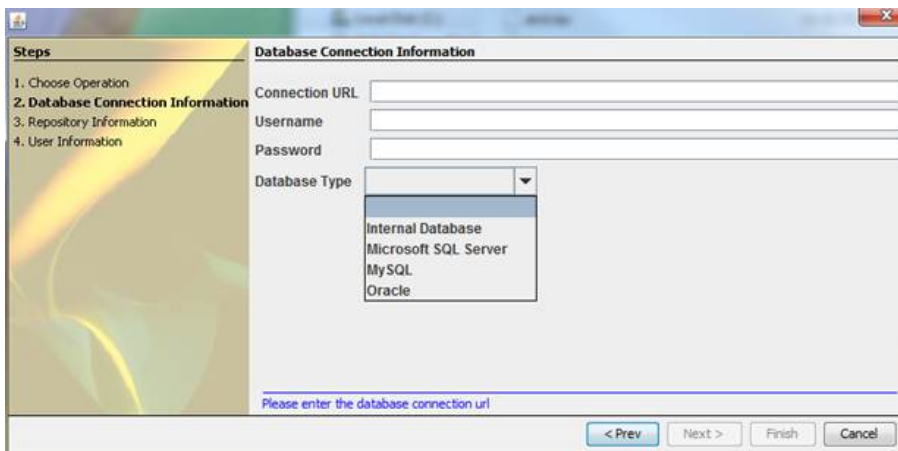 Steps
1. Choose Operation
2. Database Connection Information
3. Repository Information
4. User Information
Database Connection Information
Connection URL
Username
Password
Database Type
Internal Database
Microsoft SQL Server
MySQL
Oracle
Please enter the database connection url
< Prev
Next >
Finish
Cancel